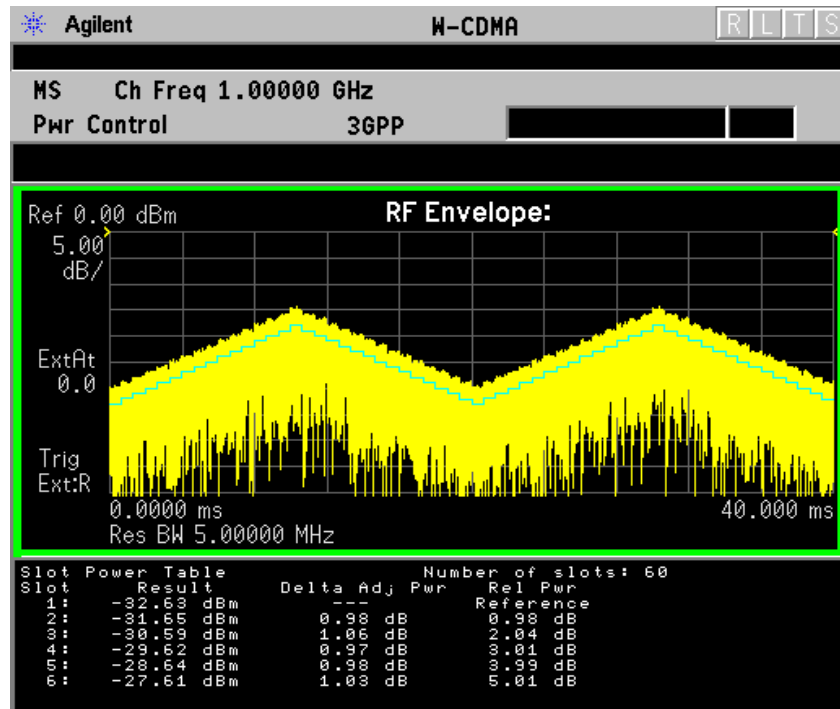 Agilent W-CDMA R L T S
MS Ch Freq 1.00000 GHz
Pwr Control 3GPP
Ref 0.00 dBm RF Envelope:
5.00
dB/
ExtAt
0.0
Trig
Ext:R
0.0000 ms 40.000 ms
Res BW 5.00000 MHz
Slot Power Table Number of slots: 60
Slot Result Delta Adj Pwr Rel Pwr
1: -32.63 dBm --- Reference
2: -31.65 dBm 0.98 dB 0.98 dB
3: -30.59 dBm 1.06 dB 2.04 dB
4: -29.62 dBm 0.97 dB 3.01 dB
5: -28.64 dBm 0.98 dB 3.99 dB
6: -27.61 dBm 1.03 dB 5.01 dB